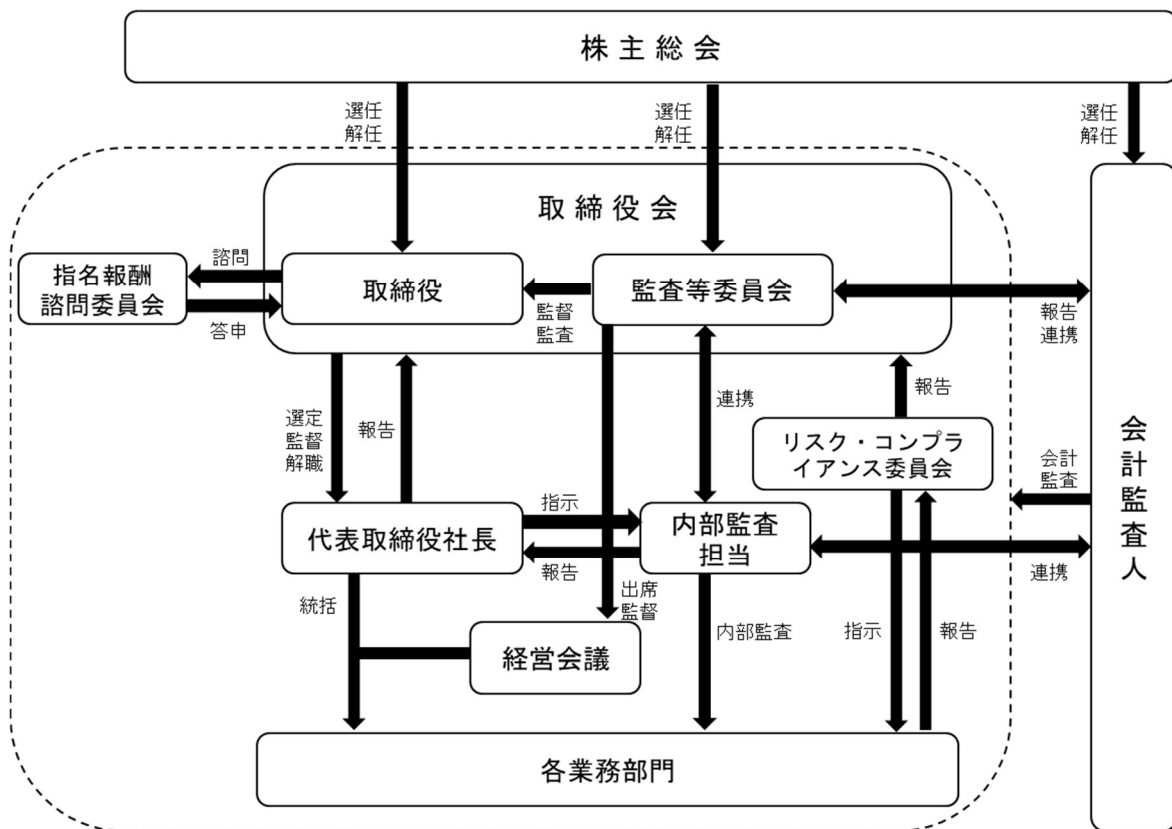 株主総会
選任
解任
選任
解任
選任
解任
取締役会
指名報酬
諮問委員会
諮問
答申
取締役
監督
監査
監査等委員会
報告
連携
選定
監督
解職
報告
連携
報告
リスク・コンプラ
イアンス委員会
会計
監査
会計監査人
代表取締役社長
指示
報告
内部監査
担当
連携
統括
出席
監督
内部監査
指示
報告
経営会議
各業務部門